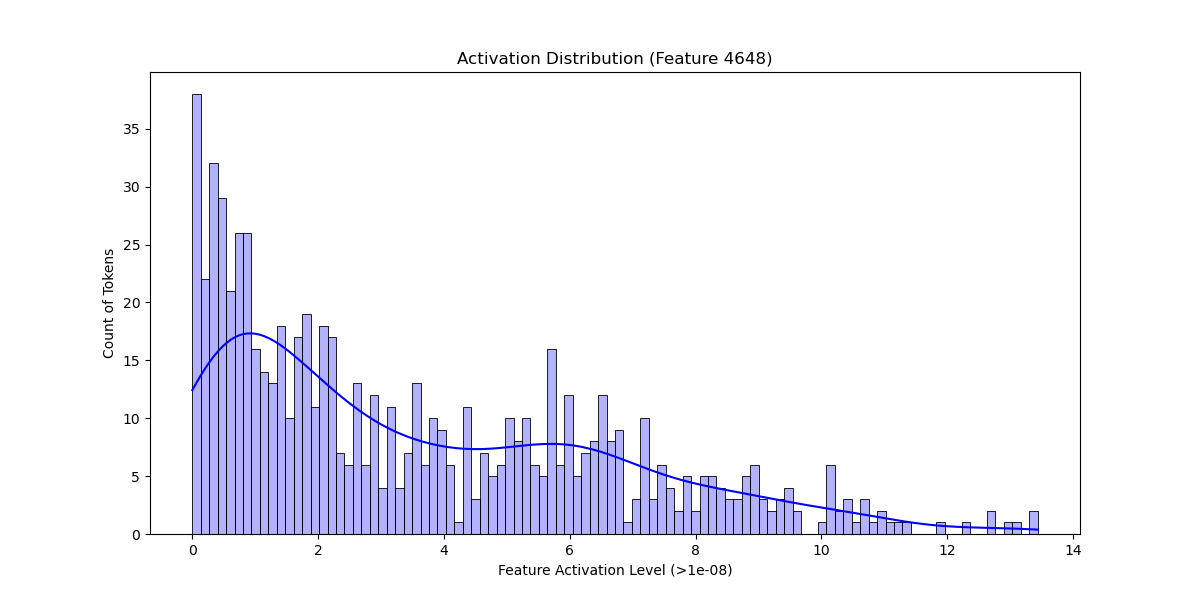 Activation Distribution (Feature 4648)
Count of Tokens
35
30
25
20
15
10
5
0
0 2 4 6 8 10 12 14
Feature Activation Level (>1e-08)